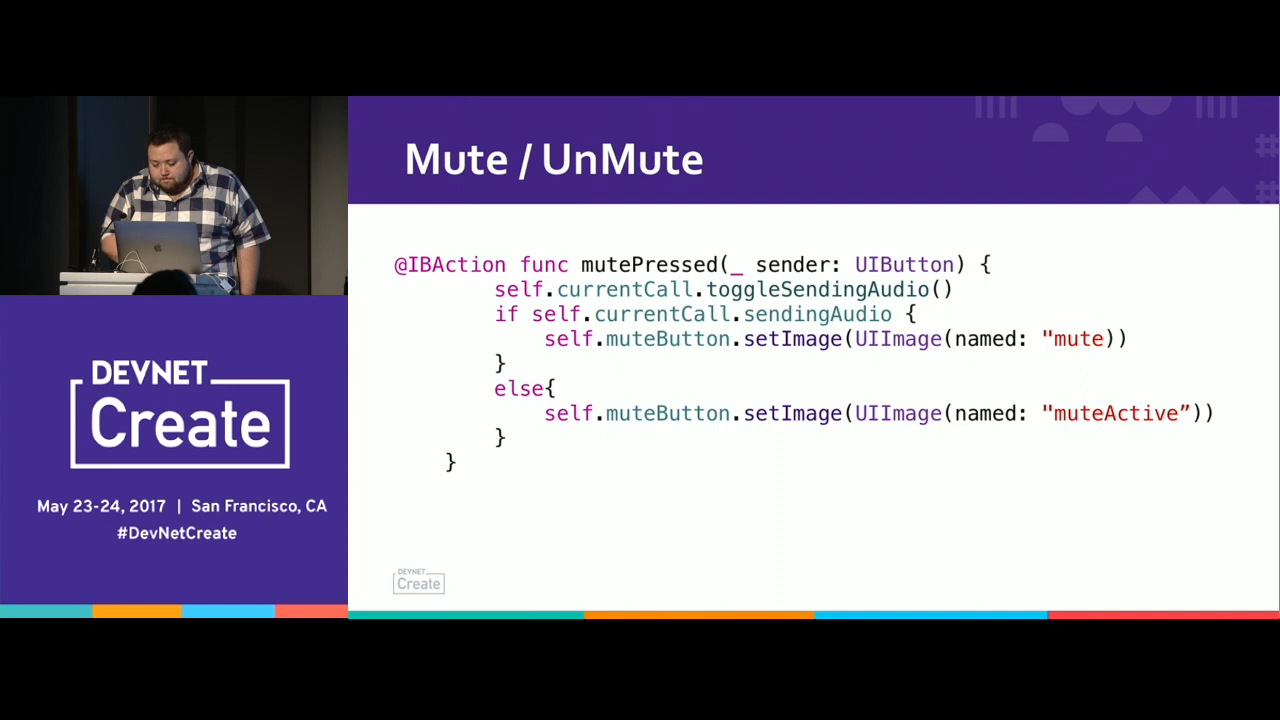 Mute / UnMute
@IBAction func mutePressed(_ sender: UIButton) {
self.currentCall.toggleSendingAudio()
if self.currentCall.sendingAudio {
self.muteButton.setImage(UIImage(named: "mute))
}
else{
self.muteButton.setImage(UIImage(named: "muteActive”))
}
}
DEVNET
Create
May 23-24, 2017 | San Francisco, CA
#DevNetCreate
DEVNET
Create